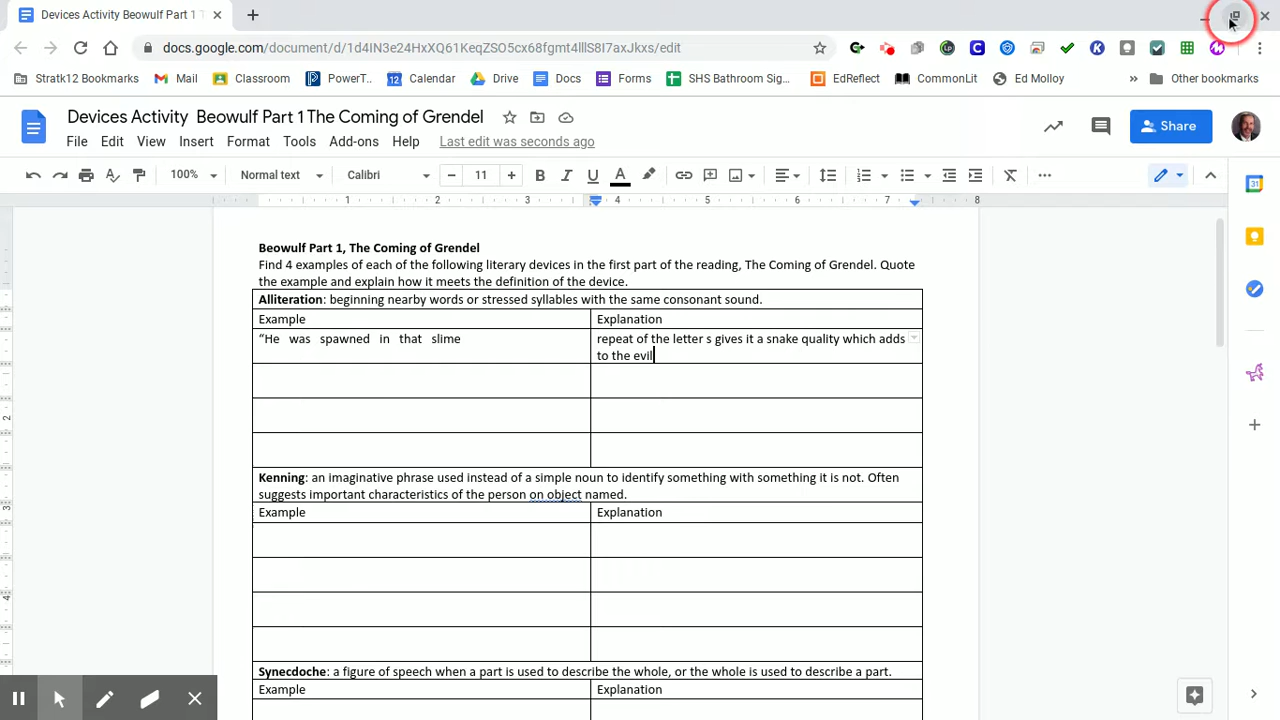 Devices Activity Beowulf Part 1 T
docs.google.com/document/d/1d4IN3e24HxXQ61KeqZSO5cx68fgmt4lllS8I7axJkxs/edit
Stratk12 Bookmarks Mail Classroom PowerT... Calendar Drive Docs Forms SHS Bathroom Sig... EdReflect CommonLit Ed Molloy » Other bookmarks
Devices Activity Beowulf Part 1 The Coming of Grendel
Share
File Edit View Insert Format Tools Add-ons Help Last edit was seconds ago
100% Normal text Calibri 11
1 2 3 4 5 6 7 8
Beowulf Part 1, The Coming of Grendel
Find 4 examples of each of the following literary devices in the first part of the reading, The Coming of Grendel. Quote
the example and explain how it meets the definition of the device.
Alliteration: beginning nearby words or stressed syllables with the same consonant sound.
Example Explanation
“He was spawned in that slime repeat of the letter s gives it a snake quality which adds
to the evil
Kenning: an imaginative phrase used instead of a simple noun to identify something with something it is not. Often
suggests important characteristics of the person on object named.
Example Explanation
Synecdoche: a figure of speech when a part is used to describe the whole, or the whole is used to describe a part.
Example Explanation